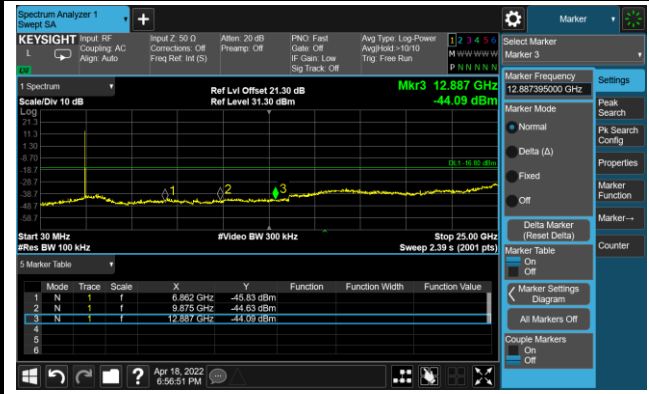 Spectrum Analyzer 1
Swept SA
+
Marker
KEYSIGHT
L
Input: RF
Coupling: AC
Align: Auto
Input Z: 50 Ω
Corrections: Off
Freq Ref: Int (S)
Atten: 20 dB
Preamp: Off
PNO: Fast
Gate: Off
IF Gain: Low
Sig Track: Off
Avg Type: Log-Power
Avg|Hold:>10/10
Trig: Free Run
1 2 3 4 5 6
M W W W W W
P N N N N N
Select Marker
Marker 3
1 Spectrum
Scale/Div 10 dB
Log
Ref Lvl Offset 21.30 dB
Ref Level 31.30 dBm
Mkr3 12.887 GHz
-44.09 dBm
21.3
11.3
1.30
-8.70
-18.7
-28.7
-38.7
-48.7
-58.7
DL1 -16.80 dBm
1
2
3
Start 30 MHz
#Res BW 100 kHz
#Video BW 300 kHz
Stop 25.00 GHz
Sweep 2.39 s (2001 pts)
5 Marker Table
Mode Trace Scale X Y Function Function Width Function Value
1 N 1 f 6.862 GHz -45.83 dBm
2 N 1 f 9.875 GHz -44.63 dBm
3 N 1 f 12.887 GHz -44.09 dBm
4
5
6
Marker Frequency
12.887395000 GHz
Marker Mode
Normal
Delta (Δ)
Fixed
Off
Delta Marker
(Reset Delta)
Marker Table
On
Off
Marker Settings
Diagram
All Markers Off
Couple Markers
On
Off
Settings
Peak
Search
Pk Search
Config
Properties
Marker
Function
Marker→
Counter
?
Apr 18, 2022
6:56:51 PM